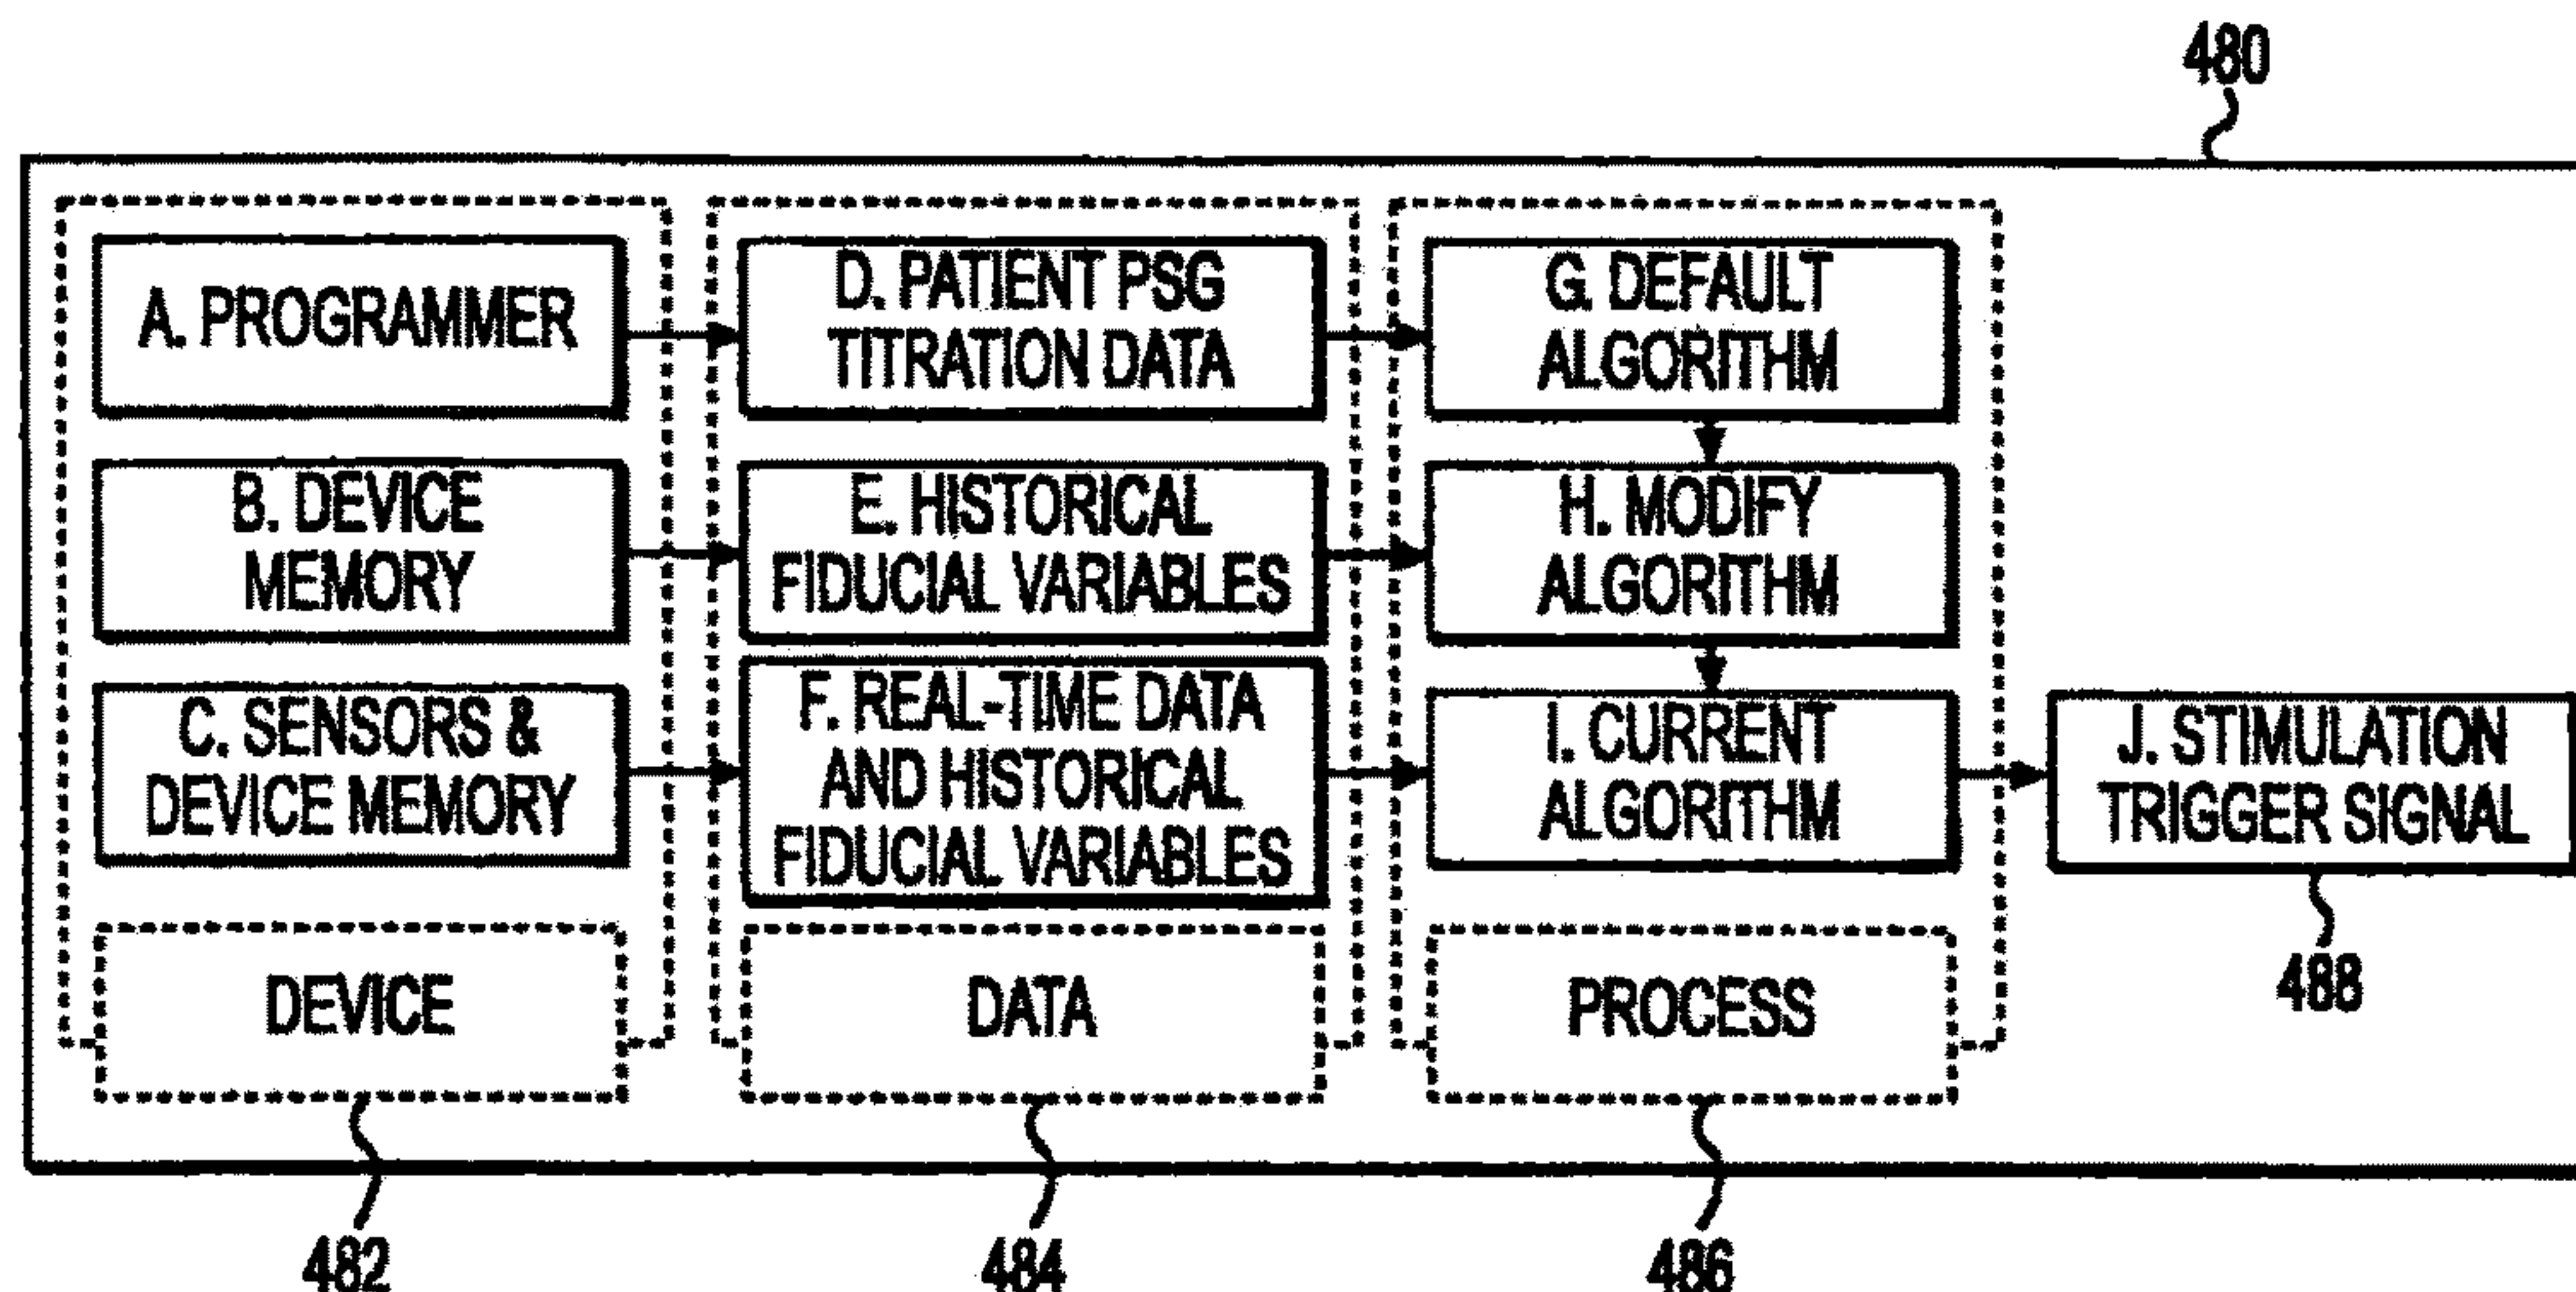 480
A. PROGRAMMER
D. PATIENT PSG
TITRATION DATA
G. DEFAULT
ALGORITHM
B. DEVICE
MEMORY
E. HISTORICAL
FIDUCIAL VARIABLES
H. MODIFY
ALGORITHM
C. SENSORS &
DEVICE MEMORY
F. REAL-TIME DATA
AND HISTORICAL
FIDUCIAL VARIABLES
I. CURRENT
ALGORITHM
J. STIMULATION
TRIGGER SIGNAL
488
DEVICE
DATA
PROCESS
482
484
486